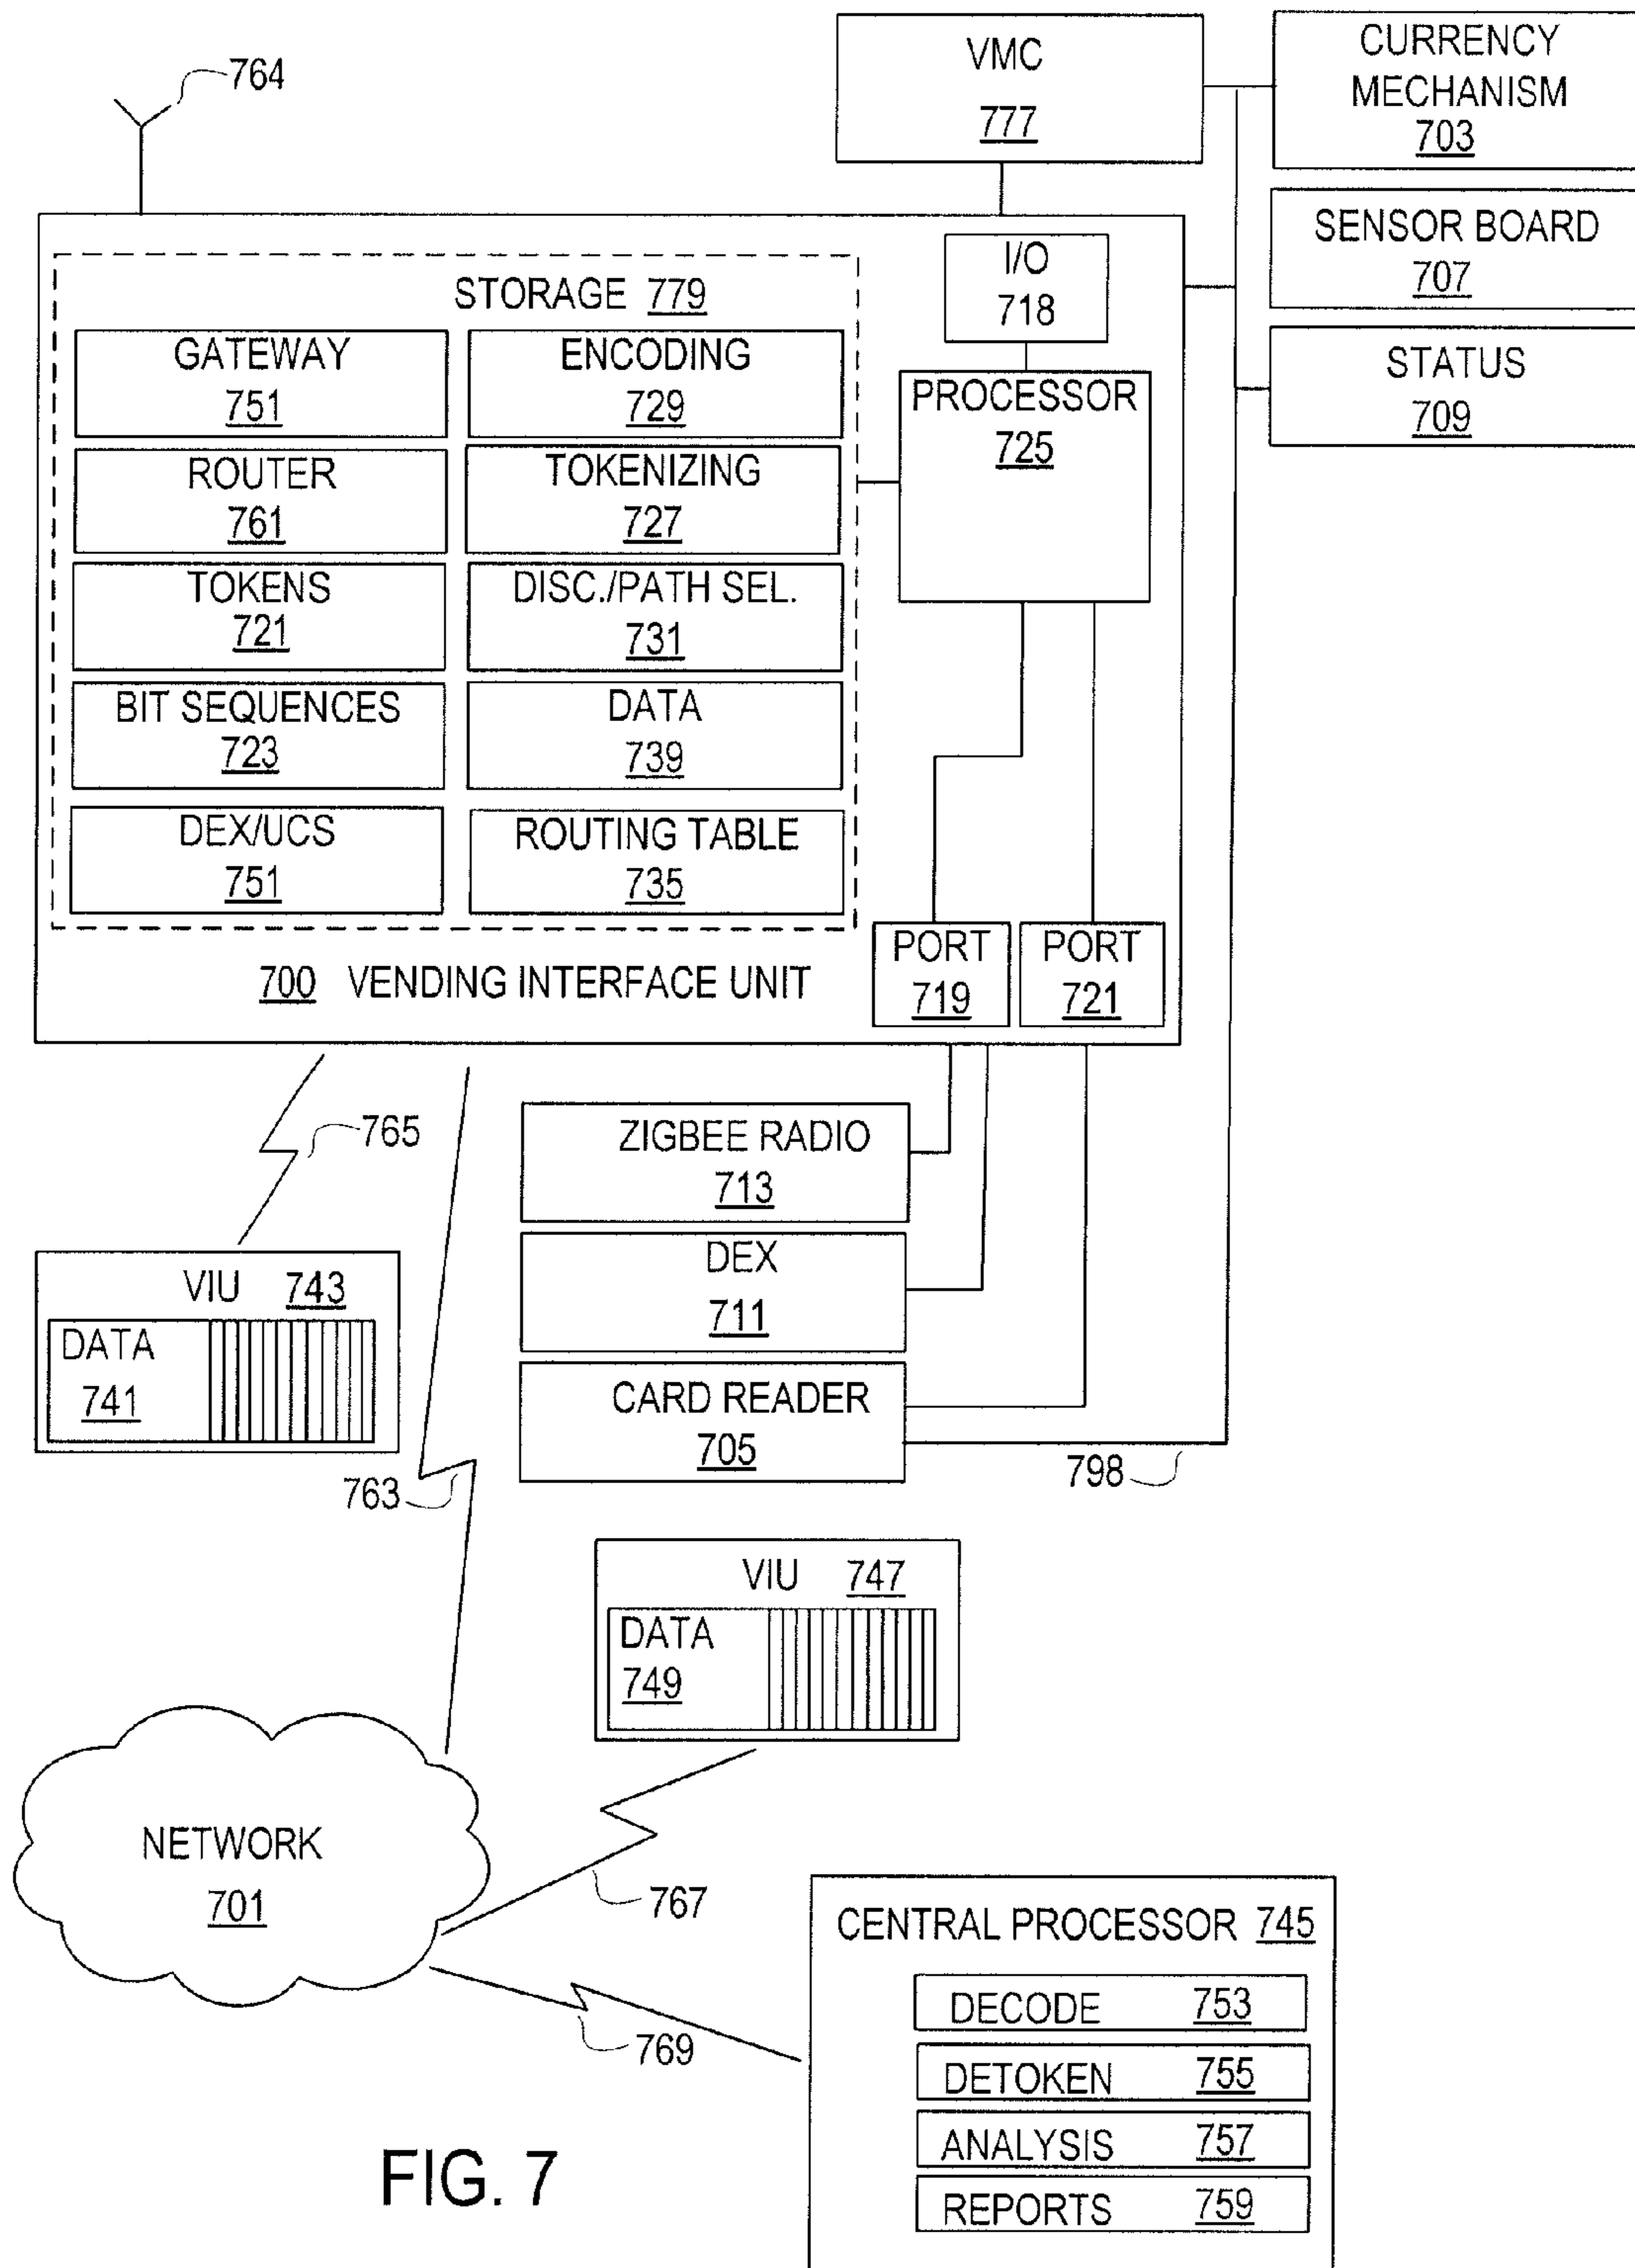 764
VMC
777
CURRENCY
MECHANISM
703
SENSOR BOARD
707
STATUS
709
STORAGE 779
I/O
718
GATEWAY
751
ENCODING
729
PROCESSOR
725
ROUTER
761
TOKENIZING
727
TOKENS
721
DISC./PATH SEL.
731
BIT SEQUENCES
723
DATA
739
DEX/UCS
751
ROUTING TABLE
735
PORT
719
PORT
721
700 VENDING INTERFACE UNIT
765
ZIGBEE RADIO
713
DEX
711
CARD READER
705
798
VIU 743
DATA
741
763
VIU 747
DATA
749
NETWORK
701
767
769
CENTRAL PROCESSOR 745
DECODE 753
DETOKEN 755
ANALYSIS 757
REPORTS 759
FIG. 7